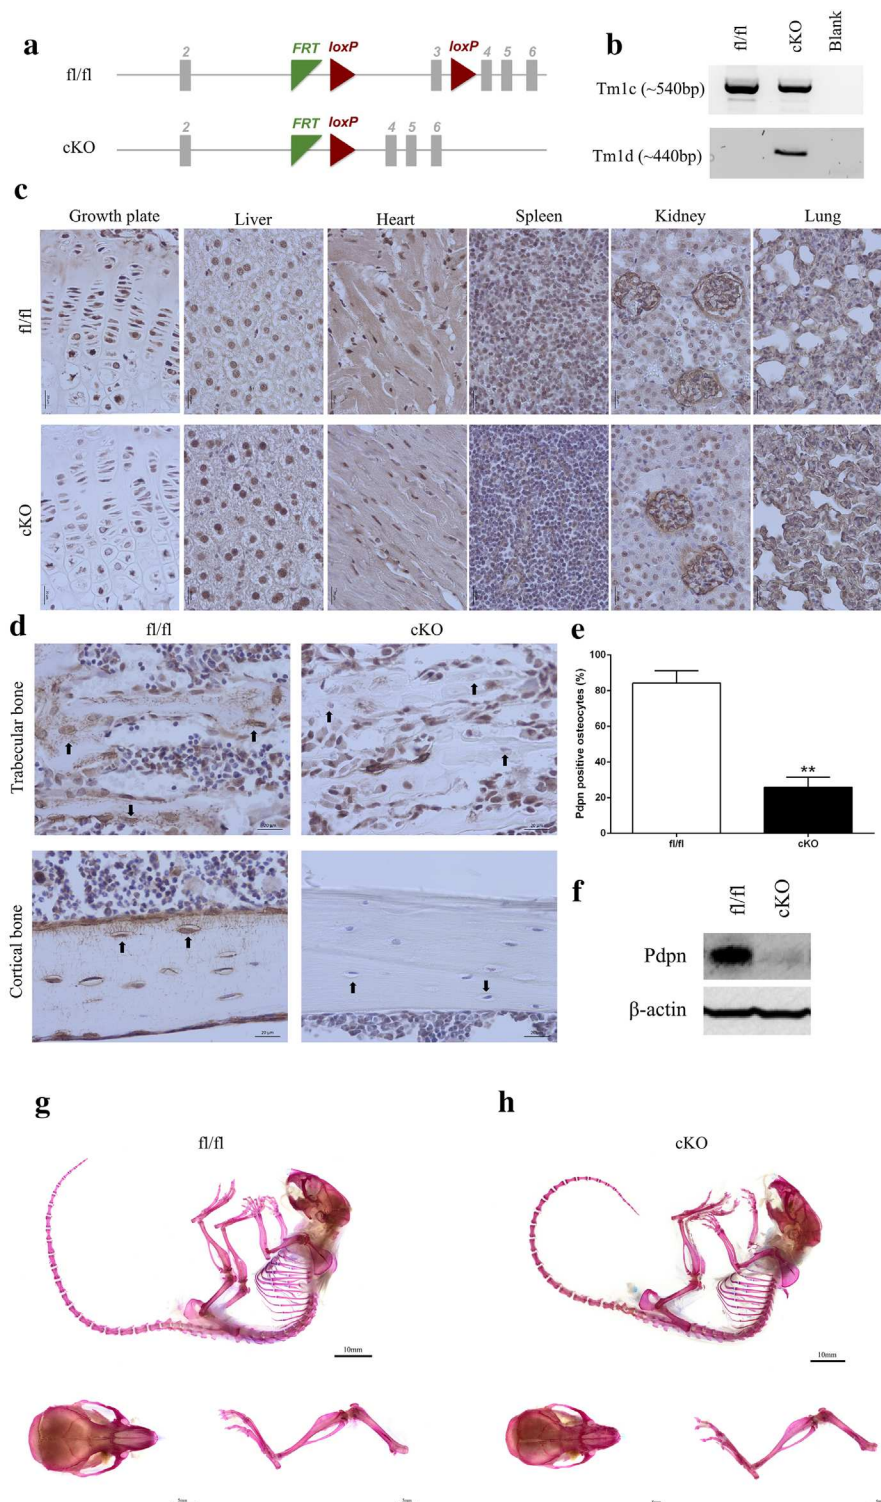 a
FRT loxP loxP
2 3 4 5 6
fl/fl
FRT loxP
2 4 5 6
cKO
b
fl/fl cKO Blank
Tm1c (~540bp)
Tm1d (~440bp)
c
Growth plate Liver Heart Spleen Kidney Lung
fl/fl
cKO
d
fl/fl cKO
Trabecular bone
Cortical bone
20 µm
e
Pdpn positive osteocytes (%)
100
80
60
40
20
0
**
fl/fl cKO
f
fl/fl cKO
Pdpn
β-actin
g
fl/fl
10mm
h
cKO
10mm